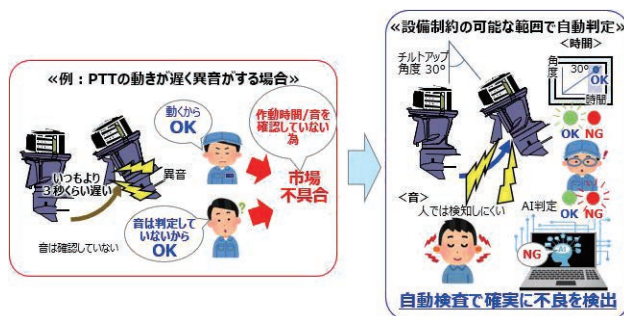 ≪例：PTTの動きが遅く異音がする場合≫
動くから
OK
いつもより
３秒くらい遅い
異音
音は確認していない
音は判定して
いないから
OK
作動時間/音を
確認していない
為
市場
不具合
≪設備制約の可能な範囲で自動判定≫
チルトアップ
角度 30°
<時間>
角度
30°
OK
時間
OK NG
<音>
人では検知しにくい
AI判定
OK NG
NG
AI
自動検査で確実に不良を検出